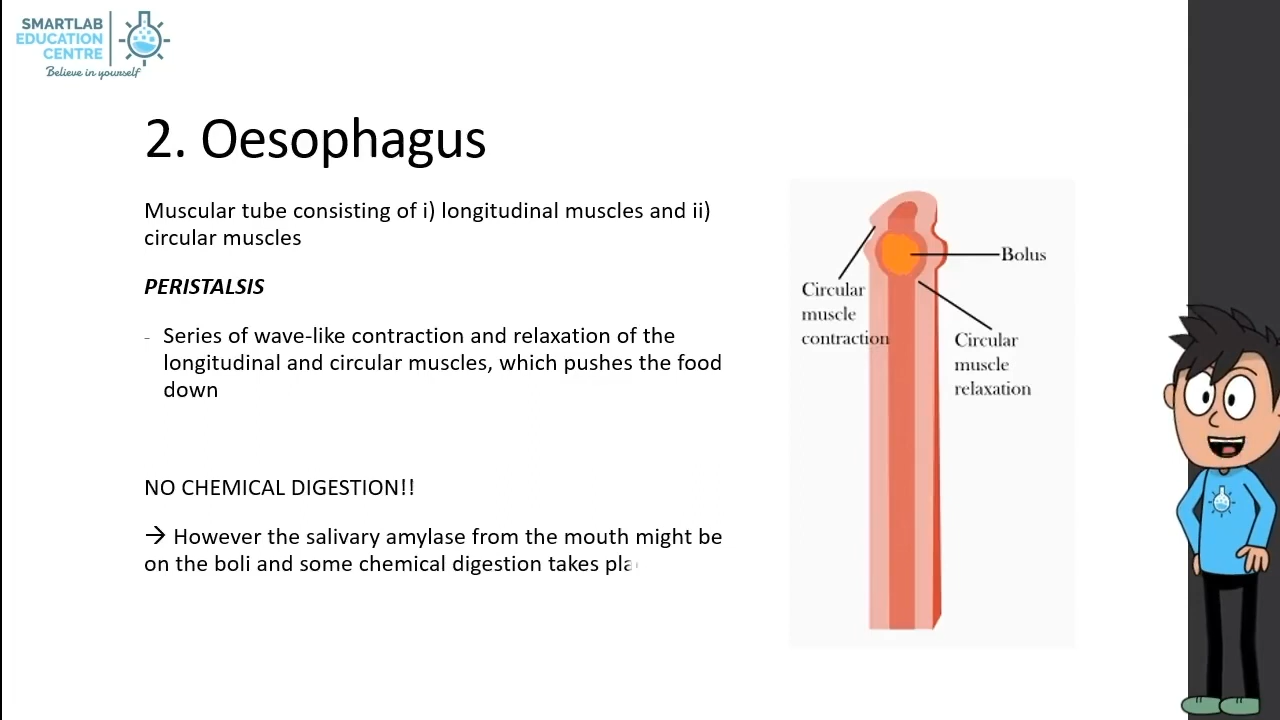 SMARTLAB
EDUCATION
CENTRE
Believe in yourself
2. Oesophagus
Muscular tube consisting of i) longitudinal muscles and ii)
circular muscles
PERISTALSIS
- Series of wave-like contraction and relaxation of the
longitudinal and circular muscles, which pushes the food
down
NO CHEMICAL DIGESTION!!
→ However the salivary amylase from the mouth might be
on the boli and some chemical digestion takes
Bolus
Circular
muscle
contraction
Circular
muscle
relaxation